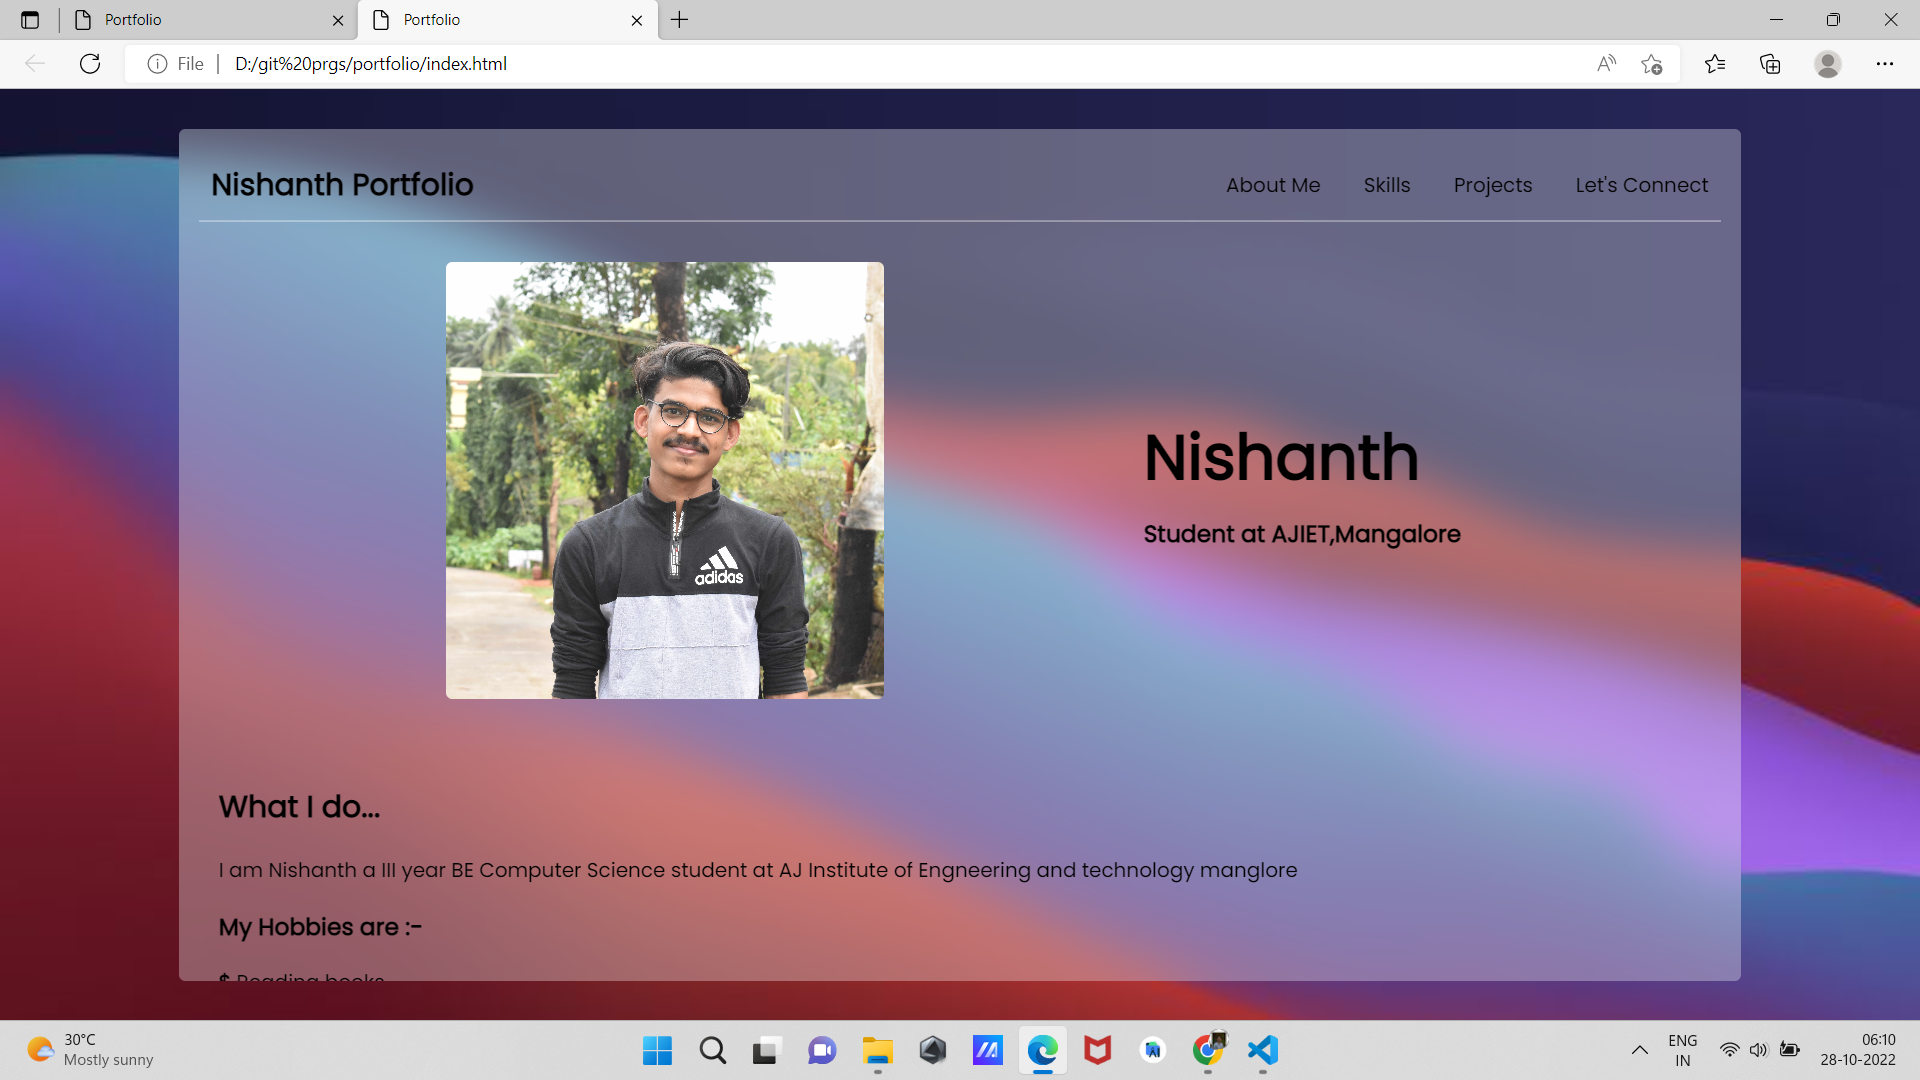 Portfolio
Portfolio
File
D:/git%20prgs/portfolio/index.html
Nishanth Portfolio
About Me
Skills
Projects
Let's Connect
adidas
Nishanth
Student at AJIET,Mangalore
What I do...
I am Nishanth a III year BE Computer Science student at AJ Institute of Engneering and technology manglore
My Hobbies are :-
$ Reading books
30°C
Mostly sunny
ENG
IN
06:10
28-10-2022